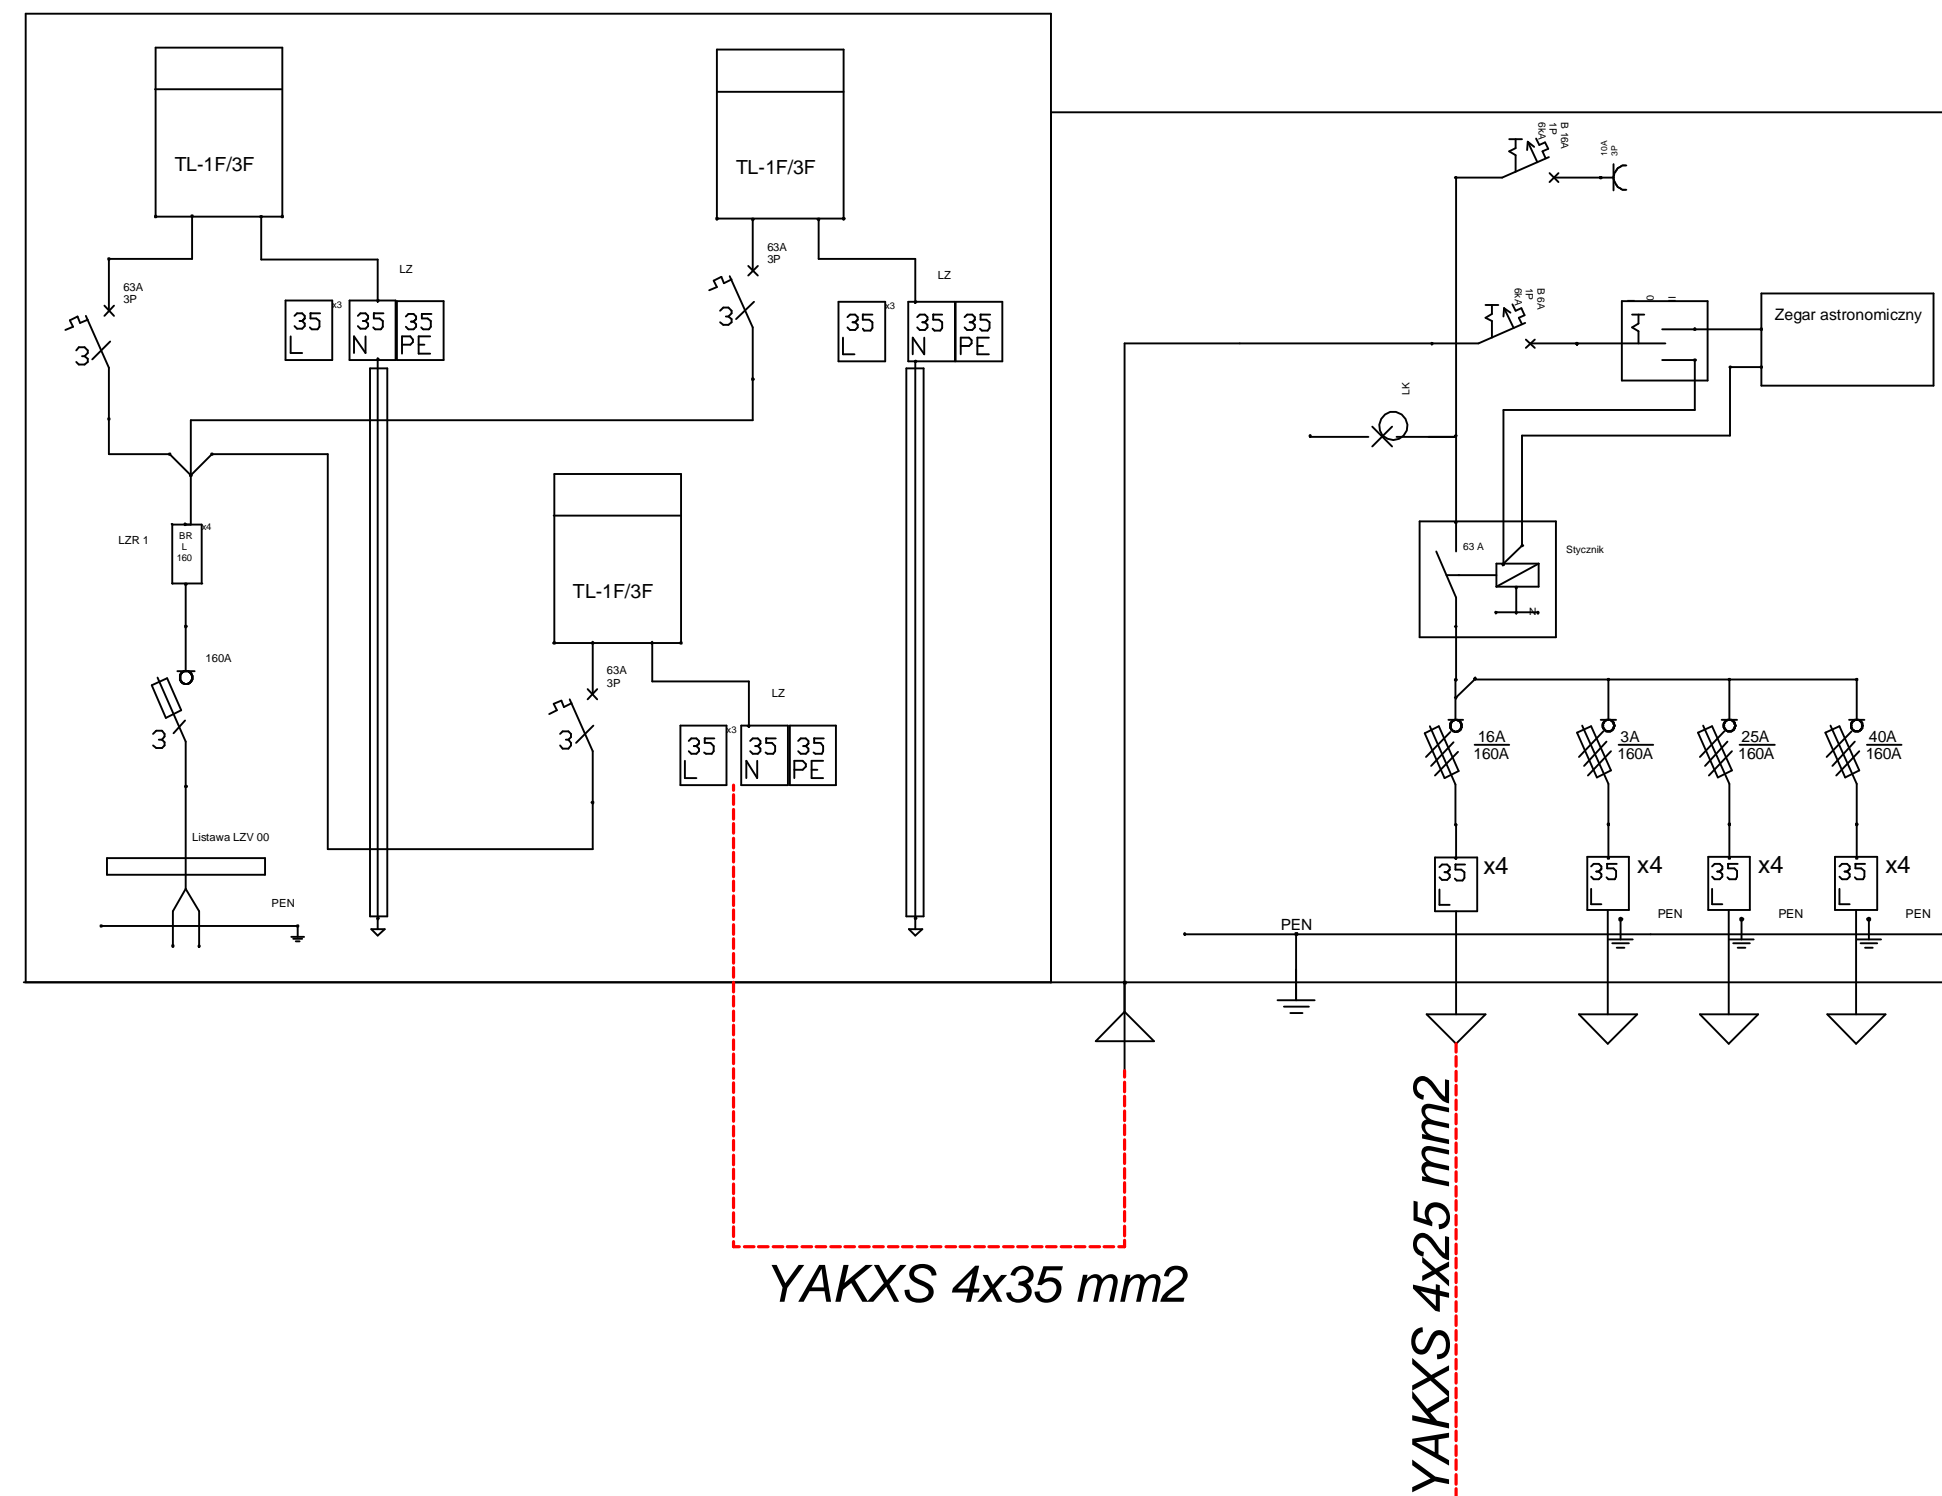 TL-1F/3F
63A
3P
3
LZ
35
L
x3
35
N
35
PE
TL-1F/3F
63A
3P
3
LZ
35
L
x3
35
N
35
PE
LZR 1
BR
L
160
x4
160A
3
Listawa LZV 00
PEN
TL-1F/3F
63A
3P
3
LZ
35
L
x3
35
N
35
PE
B 16A
1P
6kA
10A
3P
B 6A
1P
6kA
0
Zegar astronomiczny
LK
63 A
N
Stycznik
16A
160A
3A
160A
25A
160A
40A
160A
35
L
x4
35
L
x4
35
L
x4
35
L
x4
PEN
PEN
PEN
PEN
YAKXS 4x35 mm2
YAKXS 4x25 mm2